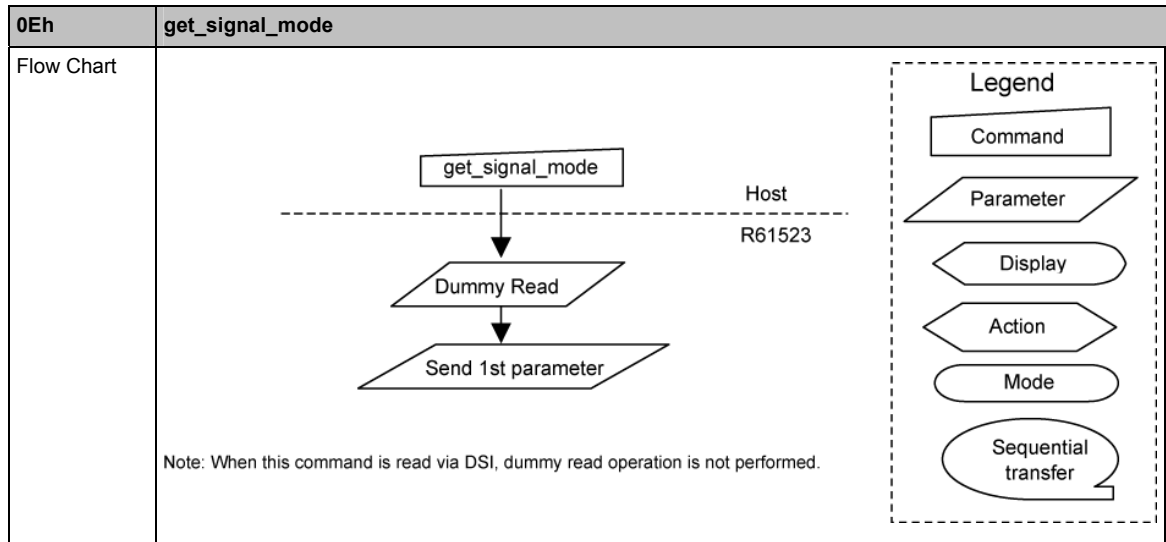 0Eh get_signal_mode
Flow Chart
get_signal_mode
Host
R61523
Dummy Read
Send 1st parameter
Note: When this command is read via DSI, dummy read operation is not performed.
Legend
Command
Parameter
Display
Action
Mode
Sequential
transfer